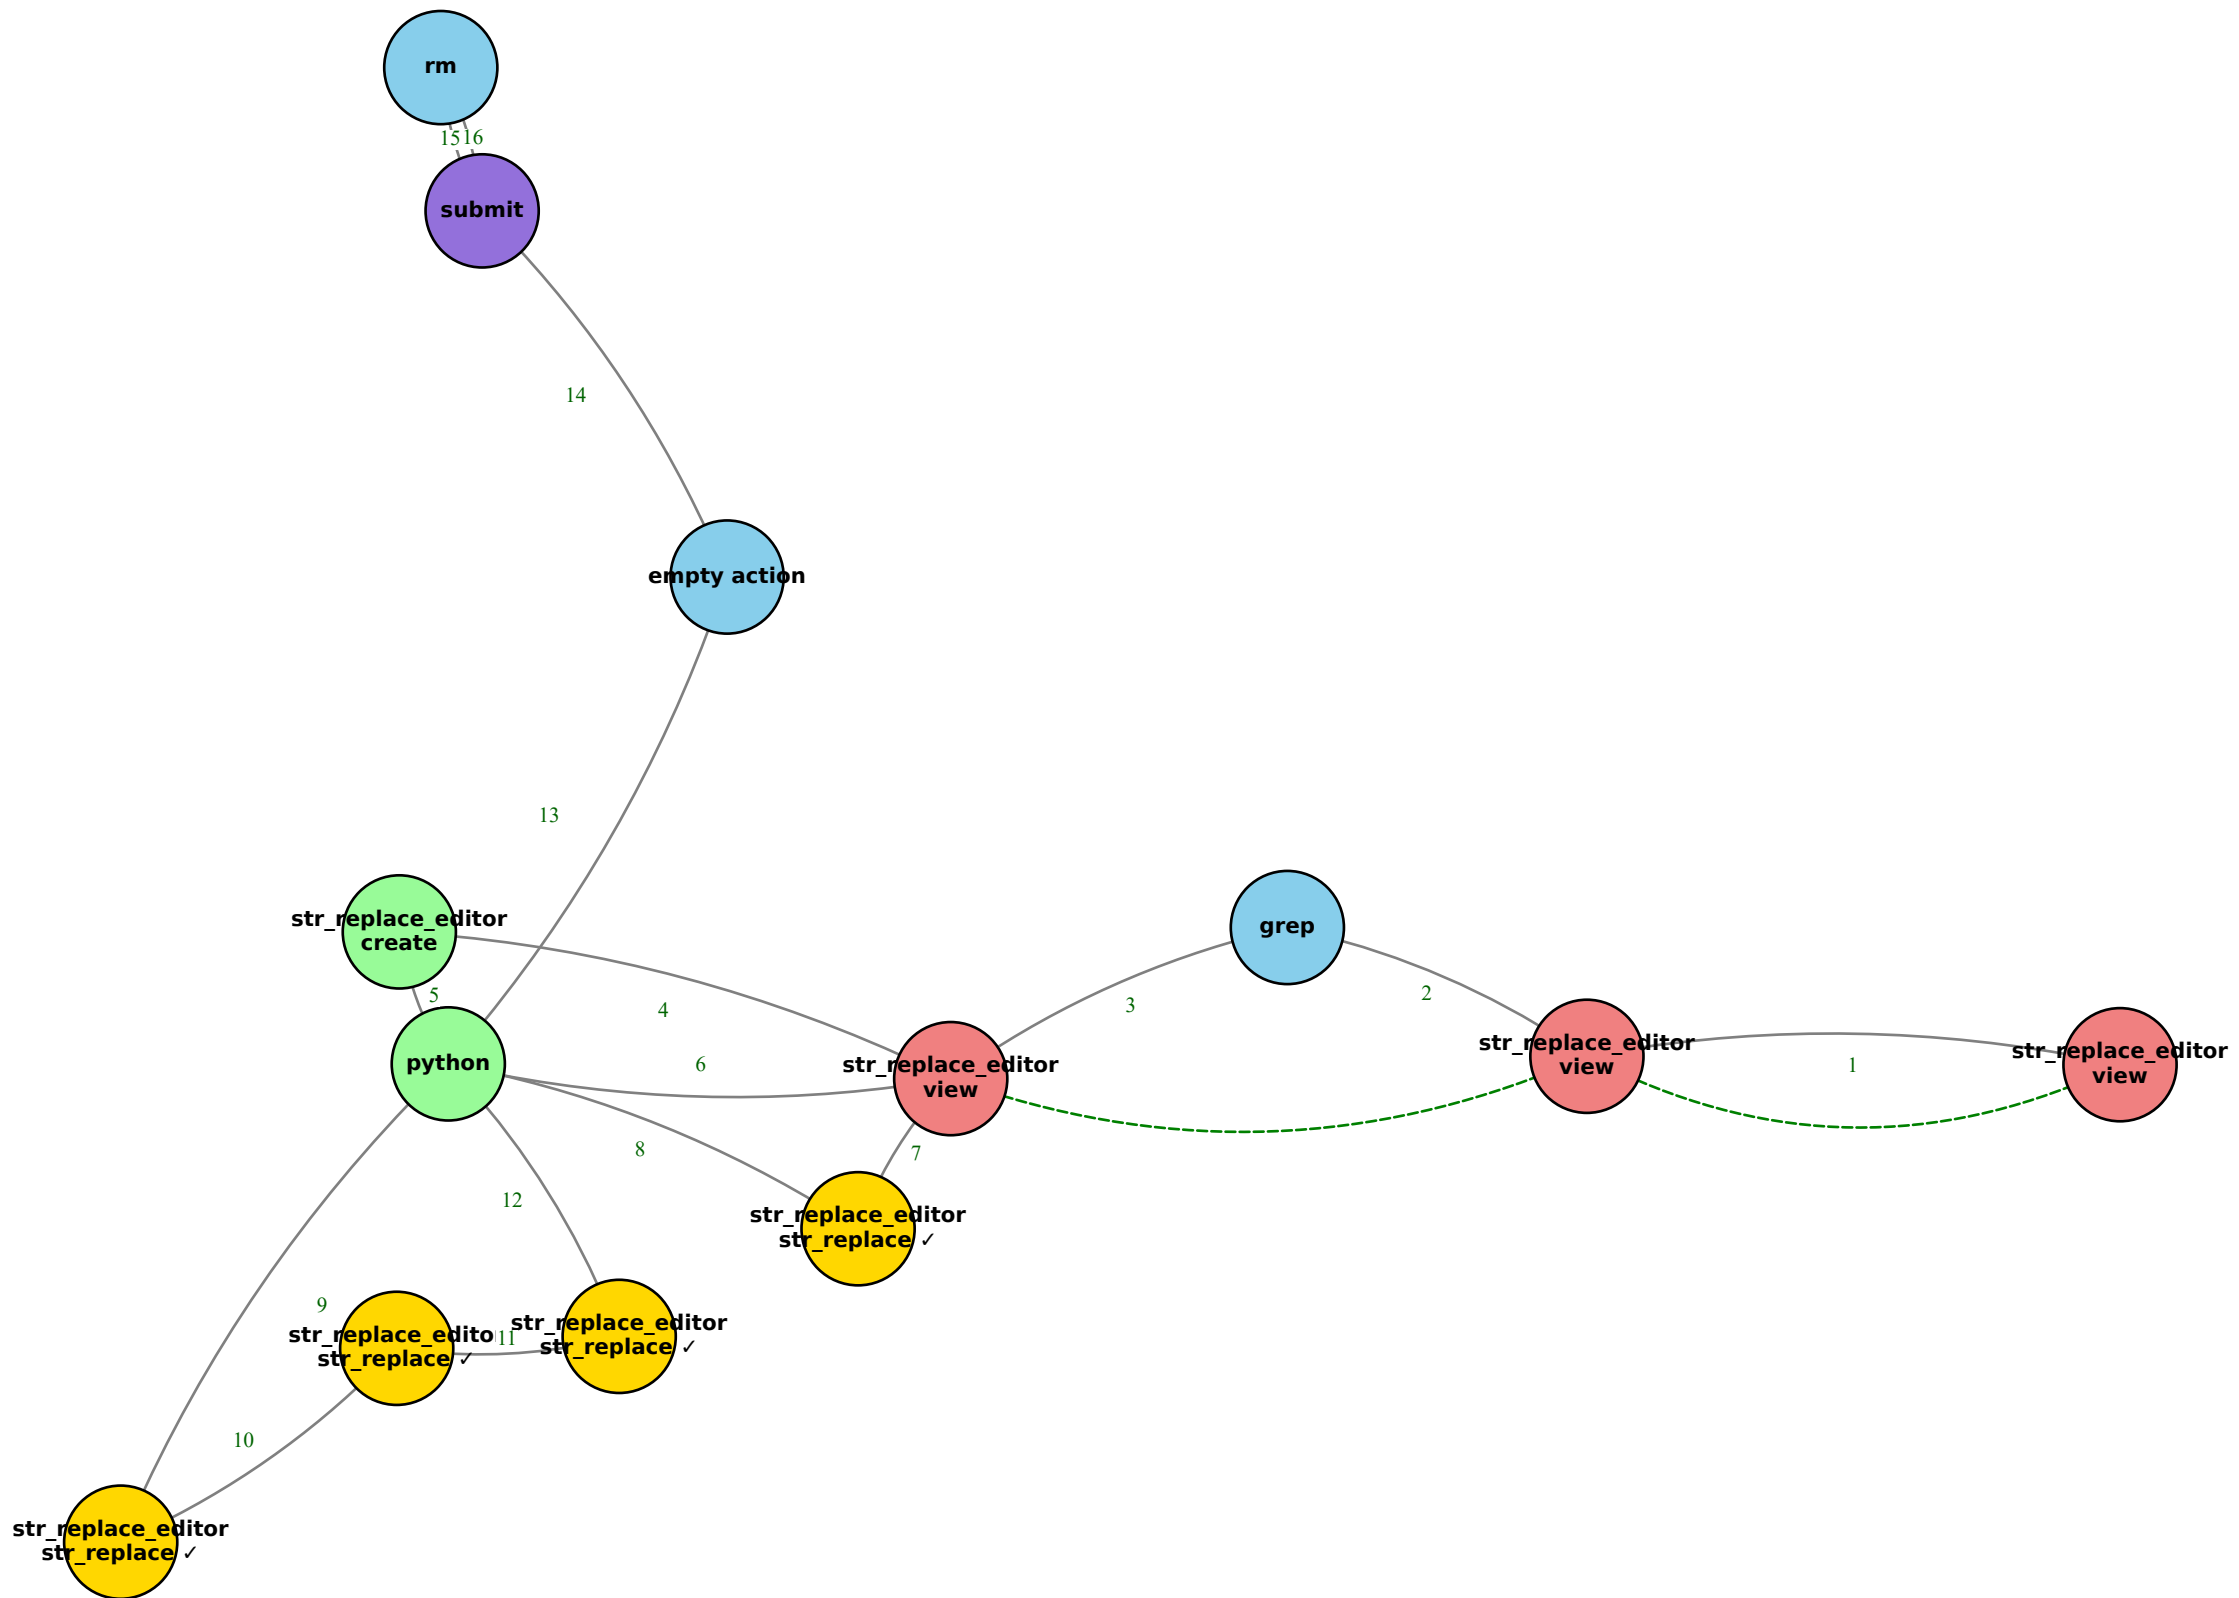 rm
15
16
submit
14
empty action
13
str_replace_editor
create
grep
5
4
3
2
python
6
str_replace_editor
view
str_replace_editor
view
1
str_replace_editor
view
8
7
12
str_replace_editor
str_replace ✓
9
str_replace_edito
str_replace ✓
11
str_replace_editor
str_replace ✓
10
str_replace_editor
str_replace ✓